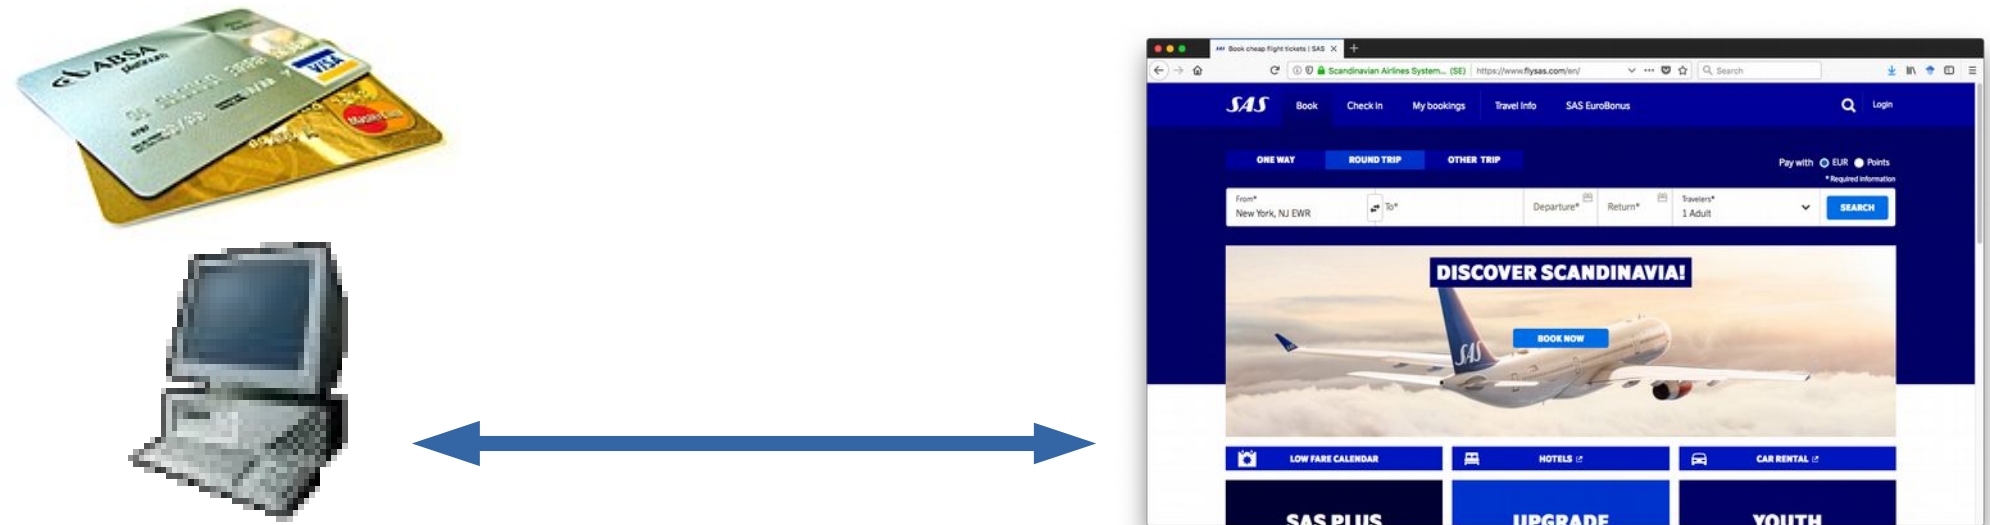 ABSA
platinum
VISA
MasterCard
SAS Book cheap flight tickets | SAS
Scandinavian Airlines System... (SE)
https://www.flysas.com/en/
Search
SAS
Book
Check in
My bookings
Travel Info
SAS EuroBonus
Login
ONE WAY
ROUND TRIP
OTHER TRIP
Pay with EUR Points
* Required information
From*
New York, NJ EWR
To*
Departure*
Return*
Travelers*
1 Adult
SEARCH
DISCOVER SCANDINAVIA!
BOOK NOW
SAS
LOW FARE CALENDAR
HOTELS
CAR RENTAL
SAS PLUS
UPGRADE
YOUTH